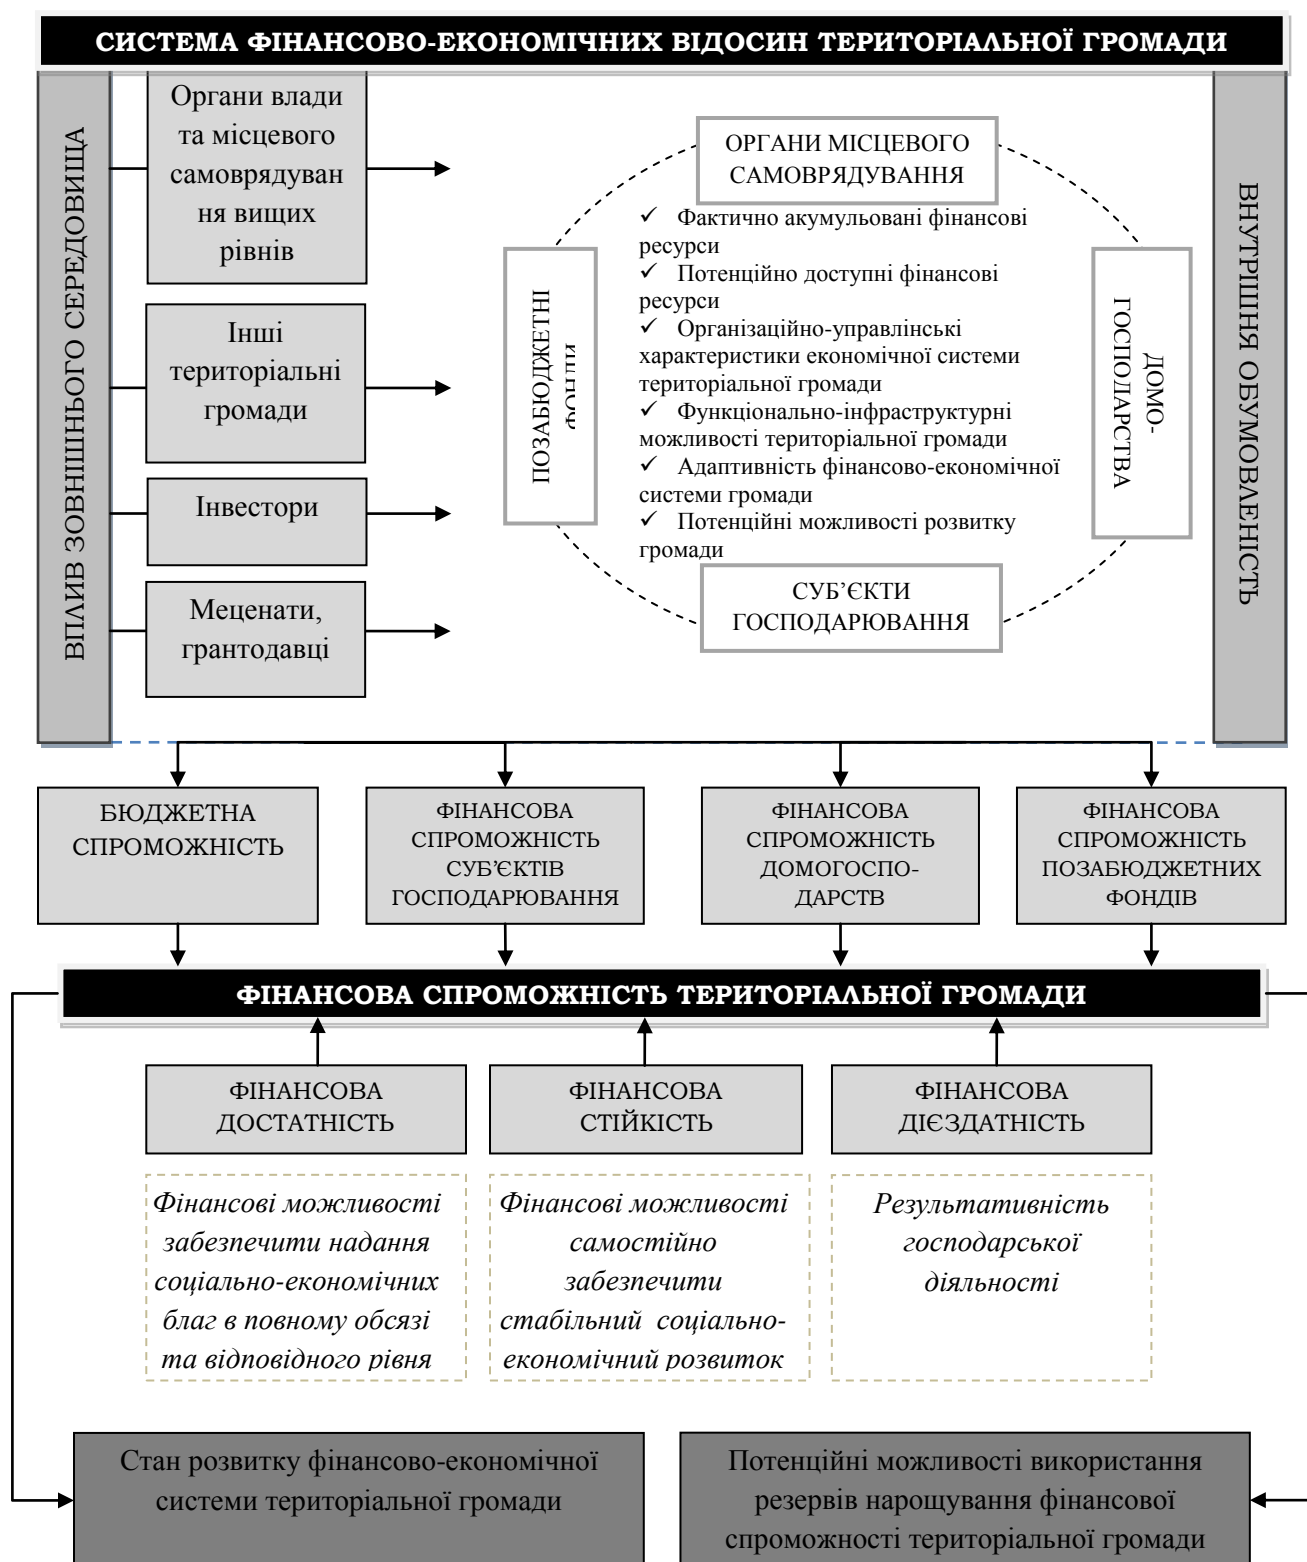 СИСТЕМА ФІНАНСОВО-ЕКОНОМІЧНИХ ВІДОСИН ТЕРИТОРІАЛЬНОЇ ГРОМАДИ
ВПЛИВ ЗОВНІШНЬОГО СЕРЕДОВИЩА
Органи влади
та місцевого
самоврядуван
ня вищих
рівнів
Інші
територіальні
громади
Інвестори
Меценати,
грантодавці
ОРГАНИ МІСЦЕВОГО
САМОВРЯДУВАННЯ
ПОЗАБЮДЖЕТНІ
ФОНДИ
✓ Фактично акумульовані фінансові
ресурси
✓ Потенційно доступні фінансові
ресурси
✓ Організаційно-управлінські
характеристики економічної системи
територіальної громади
✓ Функціонально-інфраструктурні
можливості територіальної громади
✓ Адаптивність фінансово-економічної
системи громади
✓ Потенційні можливості розвитку
громади
ДОМО-
ГОСПОДАРСТВА
СУБ’ЄКТИ
ГОСПОДАРЮВАННЯ
ВНУТРІШНЯ ОБУМОВЛЕНІСТЬ
БЮДЖЕТНА
СПРОМОЖНІСТЬ
ФІНАНСОВА
СПРОМОЖНІСТЬ
СУБ’ЄКТІВ
ГОСПОДАРЮВАННЯ
ФІНАНСОВА
СПРОМОЖНІСТЬ
ДОМОГОСПО-
ДАРСТВ
ФІНАНСОВА
СПРОМОЖНІСТЬ
ПОЗАБЮДЖЕТНИХ
ФОНДІВ
ФІНАНСОВА СПРОМОЖНІСТЬ ТЕРИТОРІАЛЬНОЇ ГРОМАДИ
ФІНАНСОВА
ДОСТАТНІСТЬ
ФІНАНСОВА
СТІЙКІСТЬ
ФІНАНСОВА
ДІЄЗДАТНІСТЬ
Фінансові можливості
забезпечити надання
соціально-економічних
благ в повному обсязі
та відповідного рівня
Фінансові можливості
самостійно
забезпечити
стабільний соціально-
економічний розвиток
Результативність
господарської
діяльності
Стан розвитку фінансово-економічної
системи територіальної громади
Потенційні можливості використання
резервів нарощування фінансової
спроможності територіальної громади